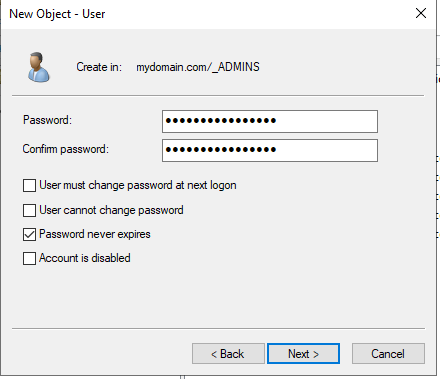 New Object - User
Create in: mydomain.com/_ADMINS
Password: ●●●●●●●●●●●●●●●●
Confirm password: ●●●●●●●●●●●●●●●●
User must change password at next logon
User cannot change password
Password never expires
Account is disabled
< Back Next > Cancel